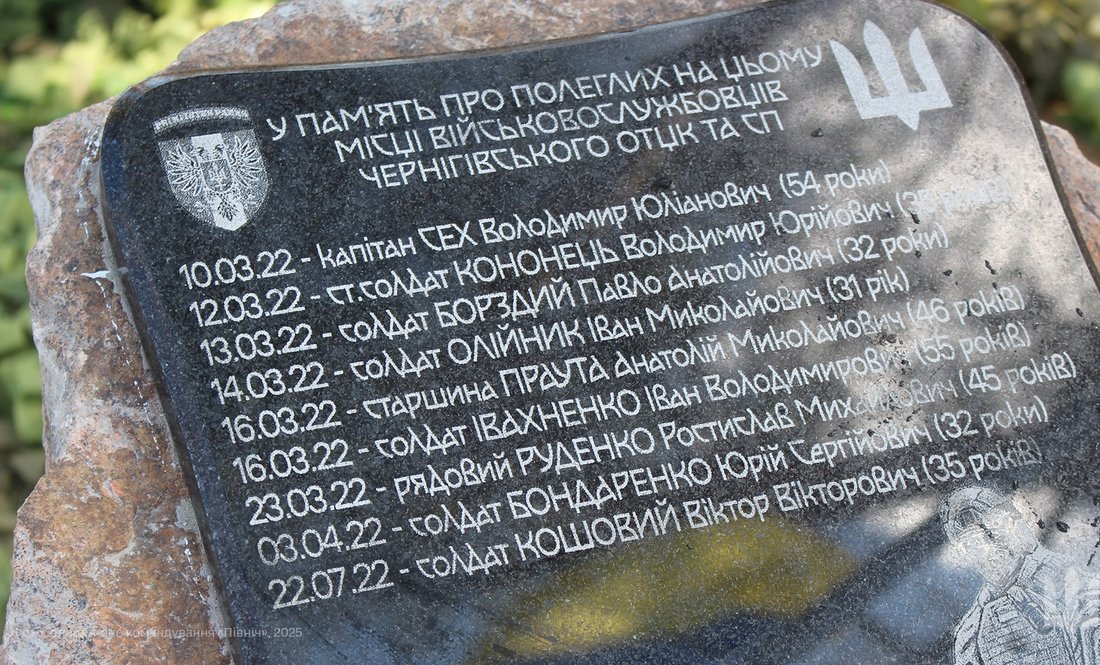 У ПАМ'ЯТЬ ПРО ПОЛЕГЛИХ НА ЦЬОМУ
МІСЦІ ВІЙСЬКОВОСЛУЖБОВЦІВ
ЧЕРНІГІВСЬКОГО ОТЦК ТА СП
10.03.22 - капітан СЕХ Володимир Юліанович (54 роки)
12.03.22 - ст.солдат КОНОНЕЦЬ Володимир Юрійович
13.03.22 - солдат БОРЗДИЙ Павло Анатолійович (32 роки)
14.03.22 - солдат ОЛІЙНИК Іван Миколайович (31 рік)
16.03.22 - старшина ПРАУТА Анатолій Миколайович (46 років)
16.03.22 - солдат ІВАХНЕНКО Іван Володимирович (55 років)
23.03.22 - рядовий РУДЕНКО Ростислав Михайлович (45 років)
03.04.22 - солдат БОНДАРЕНКО Юрій Сергійович (32 роки)
22.07.22 - солдат КОШОВИЙ Віктор Вікторович (35 років)
командування «Північ», 2025